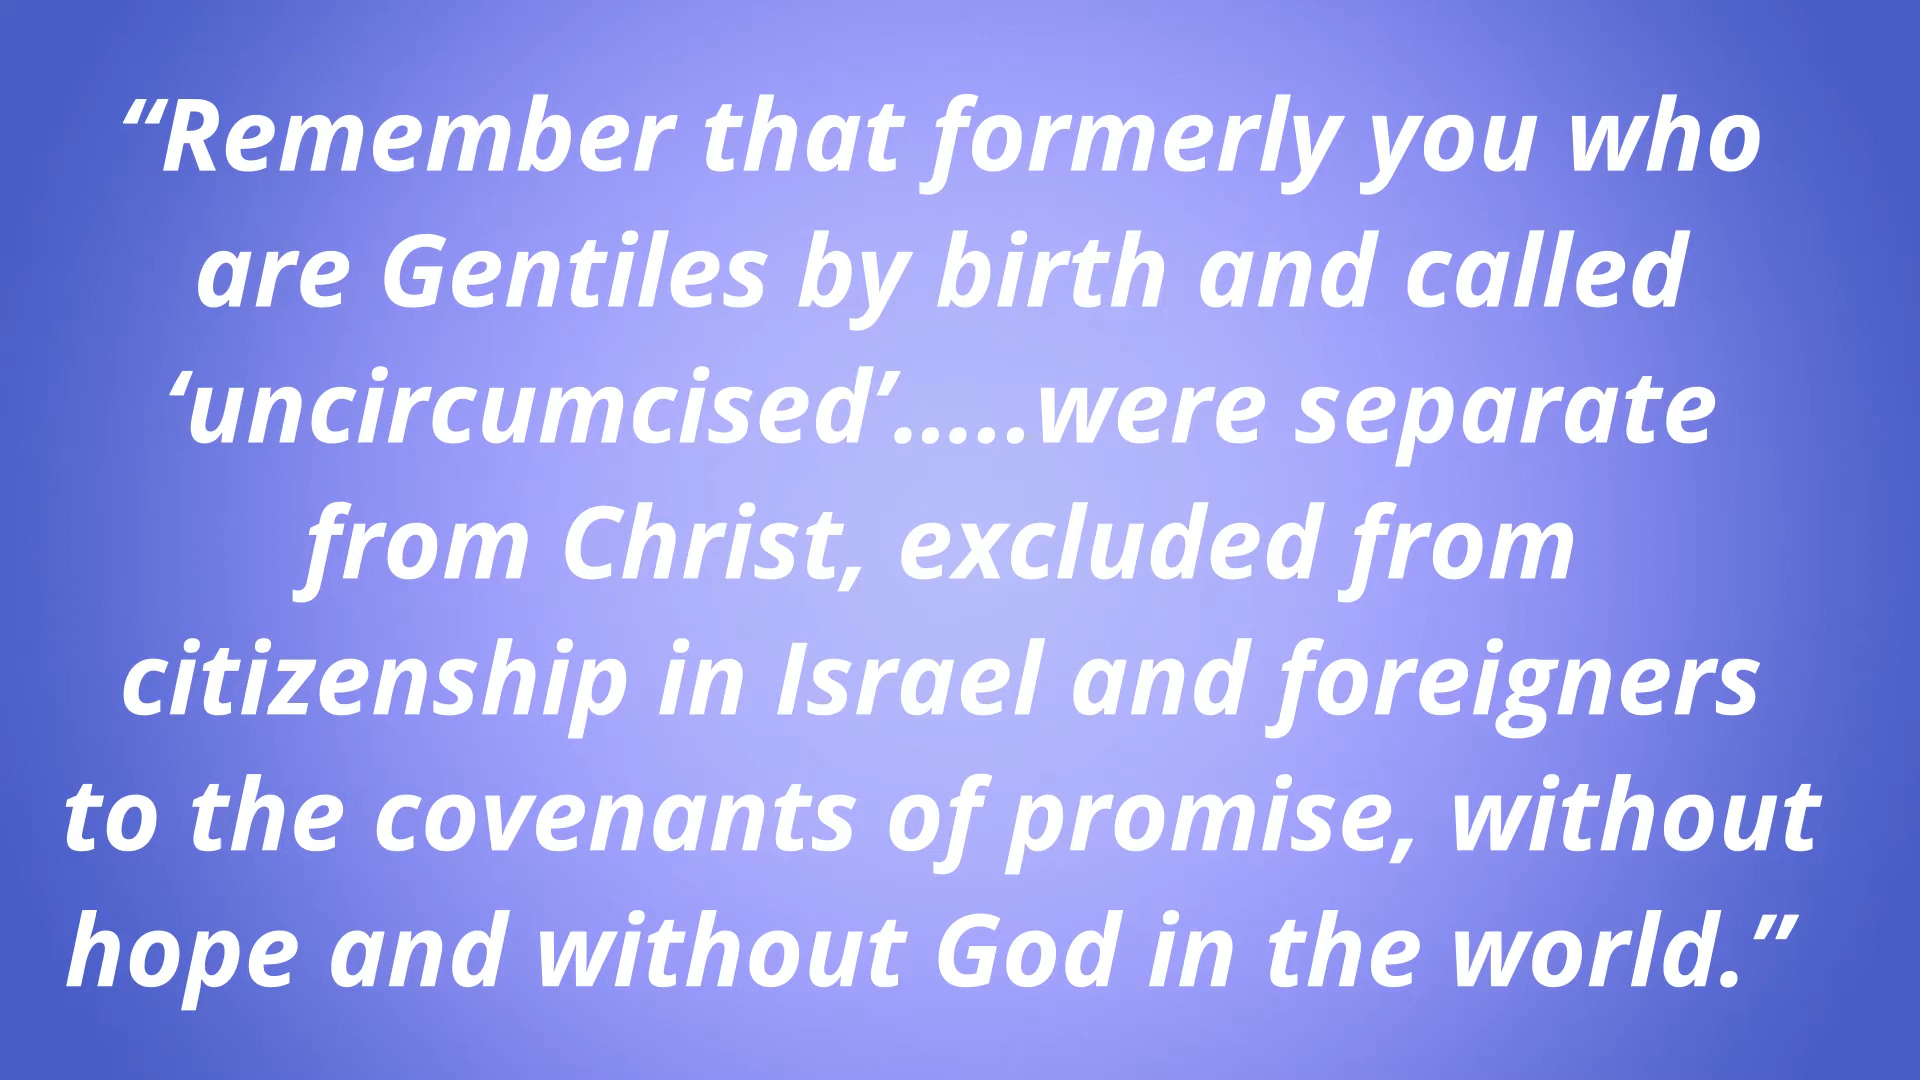 “Remember that formerly you who
are Gentiles by birth and called
‘uncircumcised’.....were separate
from Christ, excluded from
citizenship in Israel and foreigners
to the covenants of promise, without
hope and without God in the world.”